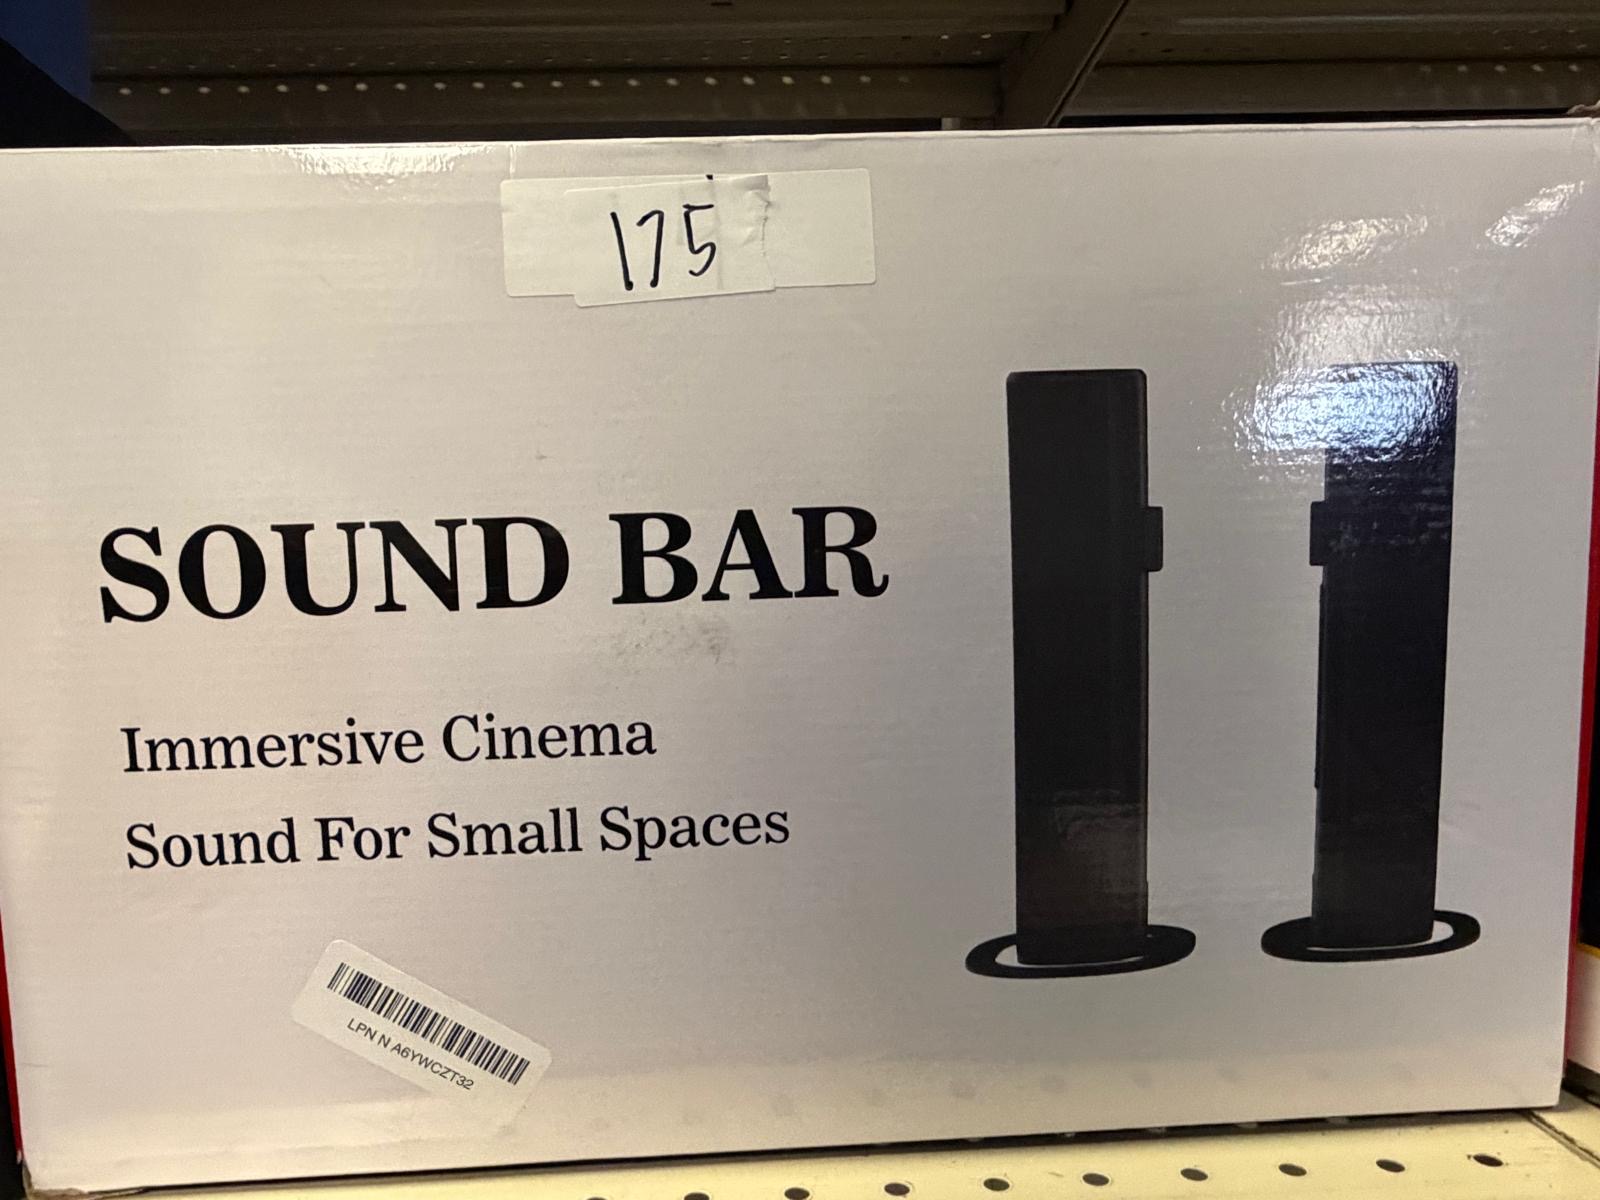 175
SOUND BAR
Immersive Cinema
Sound For Small Spaces
LPN N A6YWCZT32